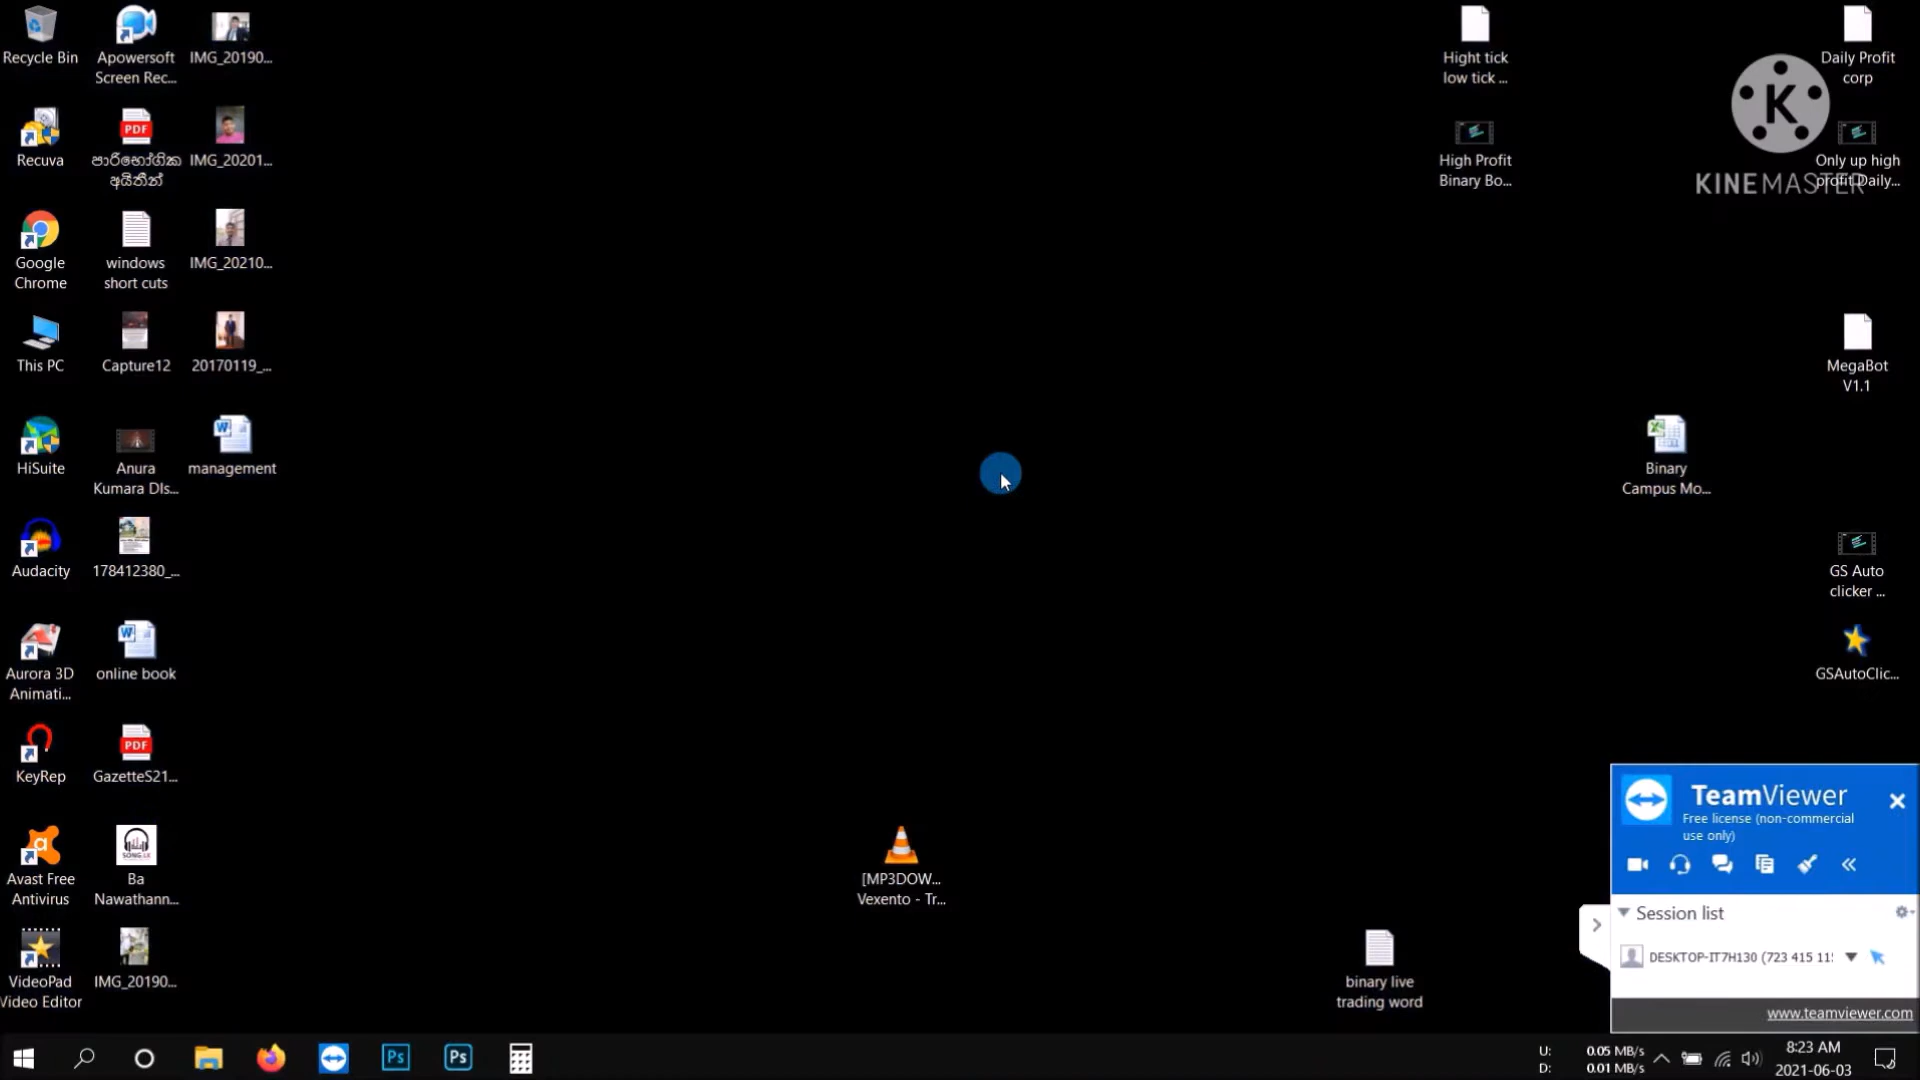 Recycle Bin
Apowersoft
Screen Rec...
IMG_20190...
Hight tick
low tick ...
Daily Profit
corp
Recuva
PDF
පාරිභෝගික
අයිතීන්
IMG_20201...
High Profit
Binary Bo...
K
KINEMASTER
Only up high
profit Daily...
Google
Chrome
windows
short cuts
IMG_20210...
This PC
Capture12
20170119_...
MegaBot
V1.1
HiSuite
Anura
Kumara DIs...
management
Binary
Campus Mo...
Audacity
178412380_...
GS Auto
clicker ...
Aurora 3D
Animati...
online book
GSAutoClic...
KeyRep
PDF
GazetteS21...
Avast Free
Antivirus
SONG.LK
Ba
Nawathann...
[MP3DOW...
Vexento - Tr...
VideoPad
Video Editor
IMG_20190...
binary live
trading word
TeamViewer
Free license (non-commercial
use only)
Session list
DESKTOP-IT7H130 (723 415 11
www.teamviewer.com
Ps
Ps
U: 0.05 MB/s
D: 0.01 MB/s
8:23 AM
2021-06-03